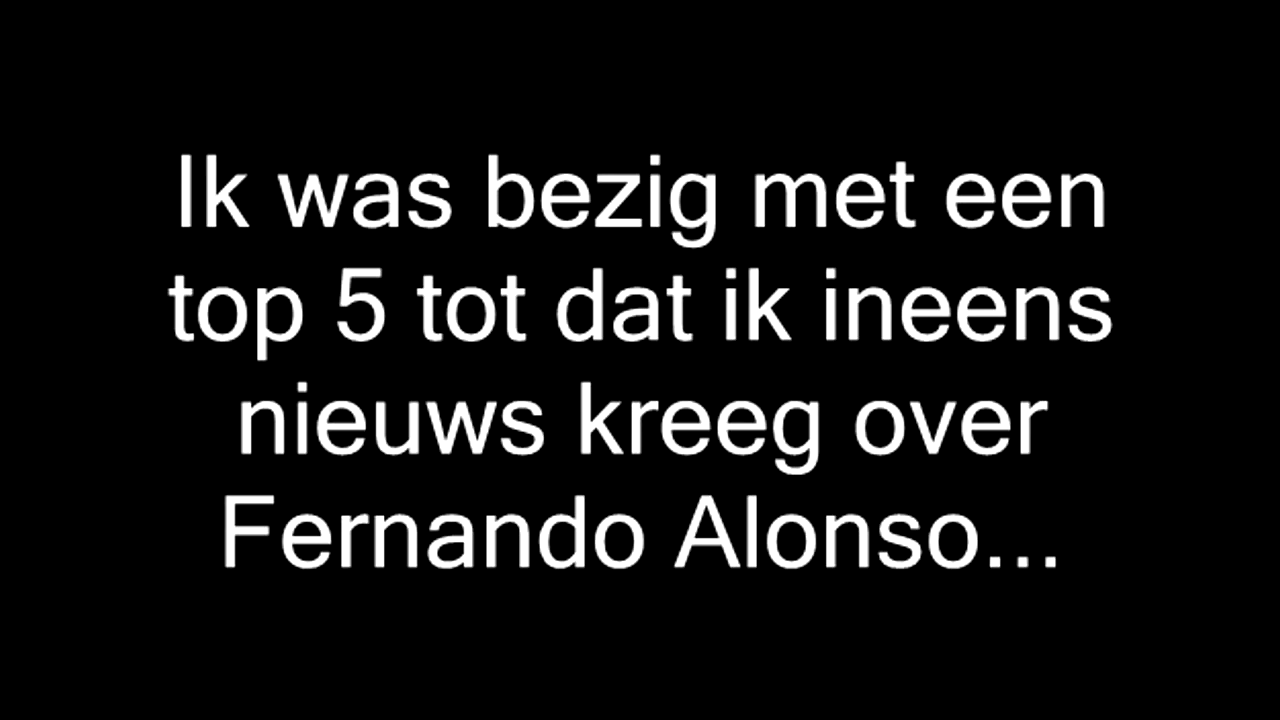 Ik was bezig met een
top 5 tot dat ik ineens
nieuws kreeg over
Fernando Alonso...